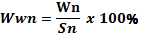 Wwn = Wn/Sn x 100%